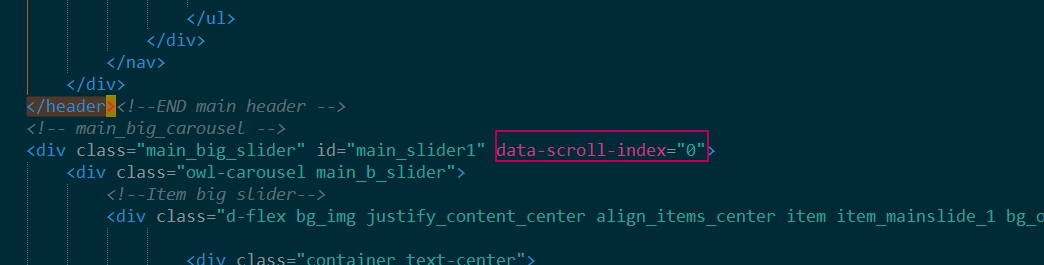 </ul>
</div>
</nav>
</div>
</header><!--END main header -->
<!-- main_big_carousel -->
<div class="main_big_slider" id="main_slider1" data-scroll-index="0">
<div class="owl-carousel main_b_slider">
<!--Item big slider-->
<div class="d-flex bg_img justify_content_center align_items_center item item_mainslide_1 bg_o
<div class="container text-center">